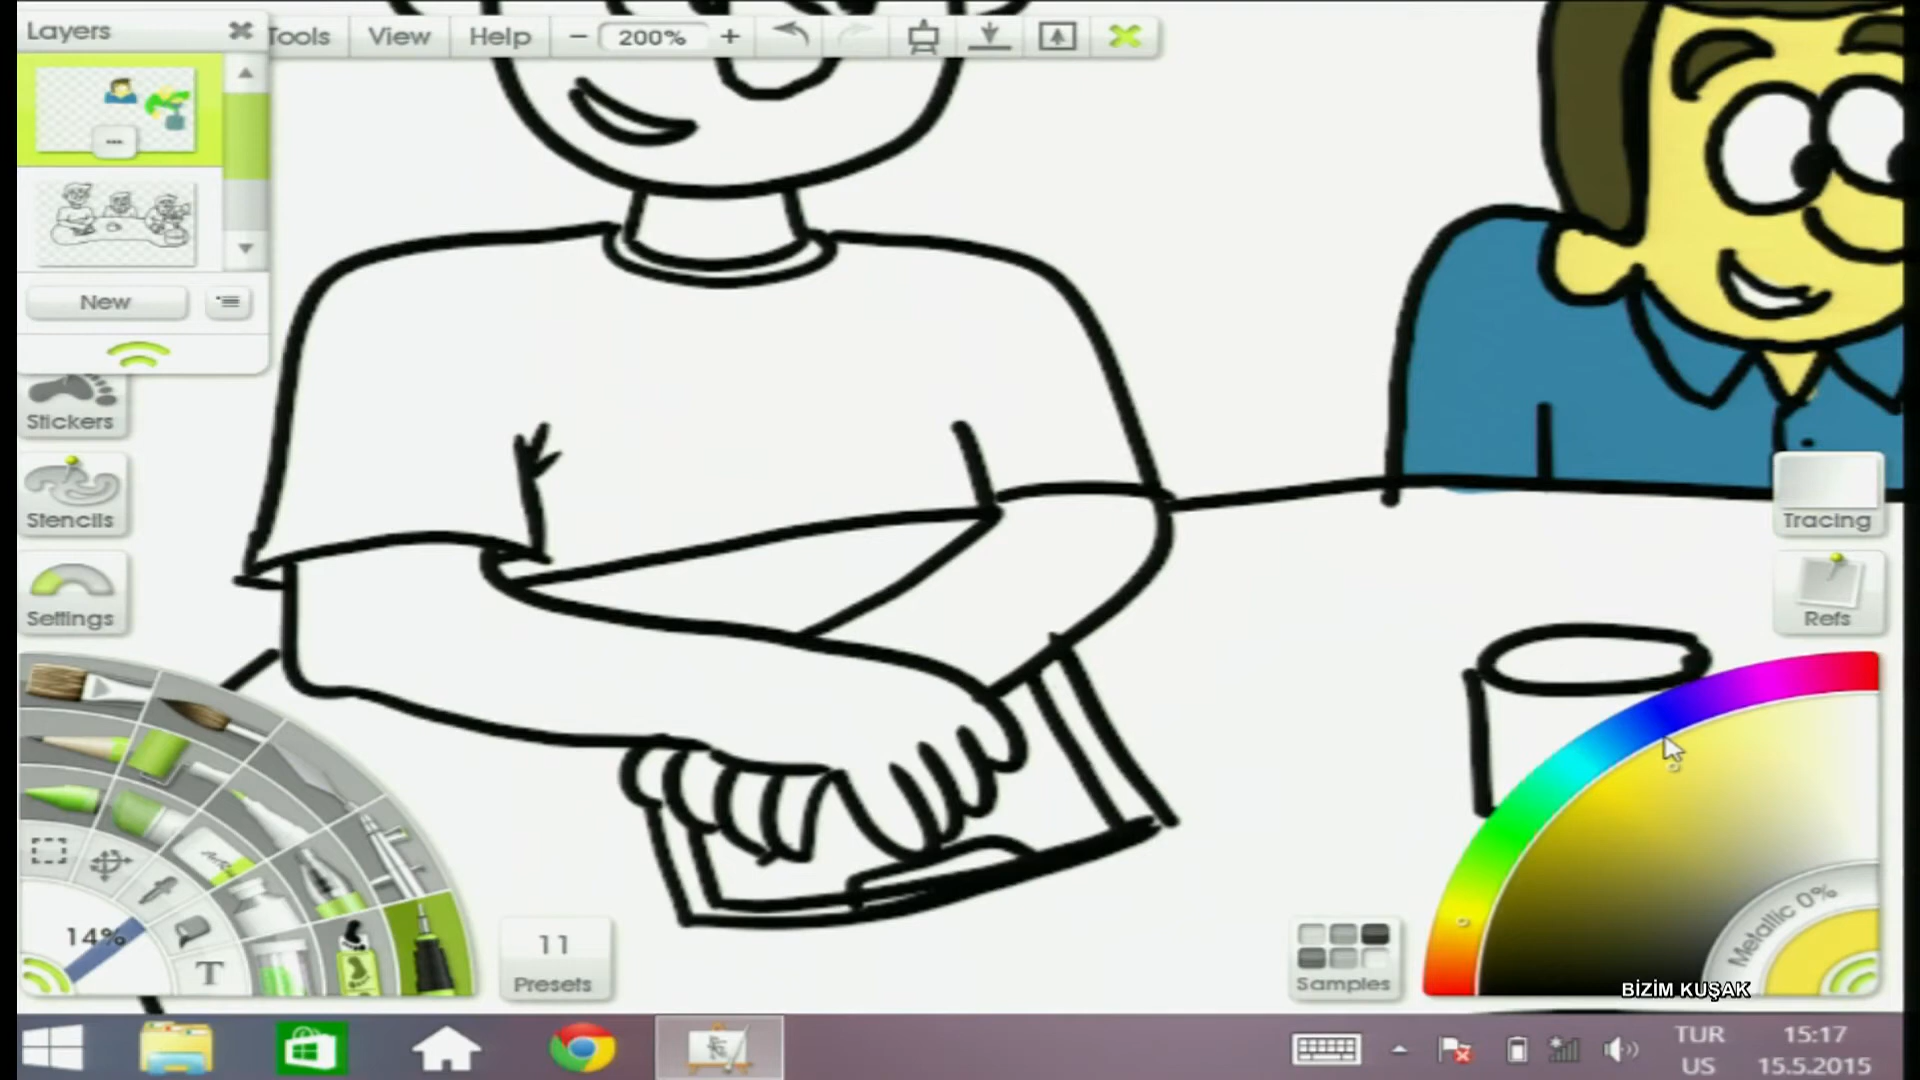 Layers
Tools
View
Help
200%
New
Stickers
Stencils
Settings
14%
T
11
Presets
Tracing
Refs
Samples
Metallic 0%
BİZİM KUŞAK
TUR
US
15:17
15.5.2015